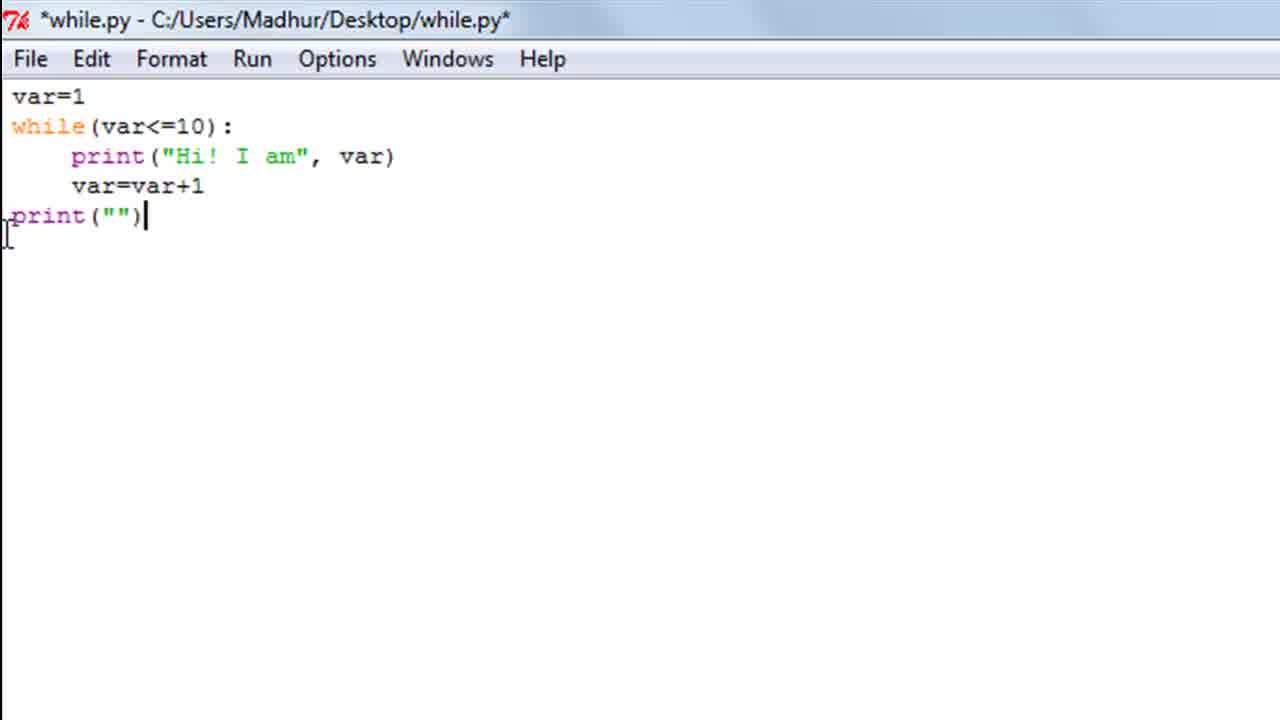 *while.py - C:/Users/Madhur/Desktop/while.py*
File Edit Format Run Options Windows Help
var=1
while(var<=10):
    print("Hi! I am", var)
    var=var+1
print("")